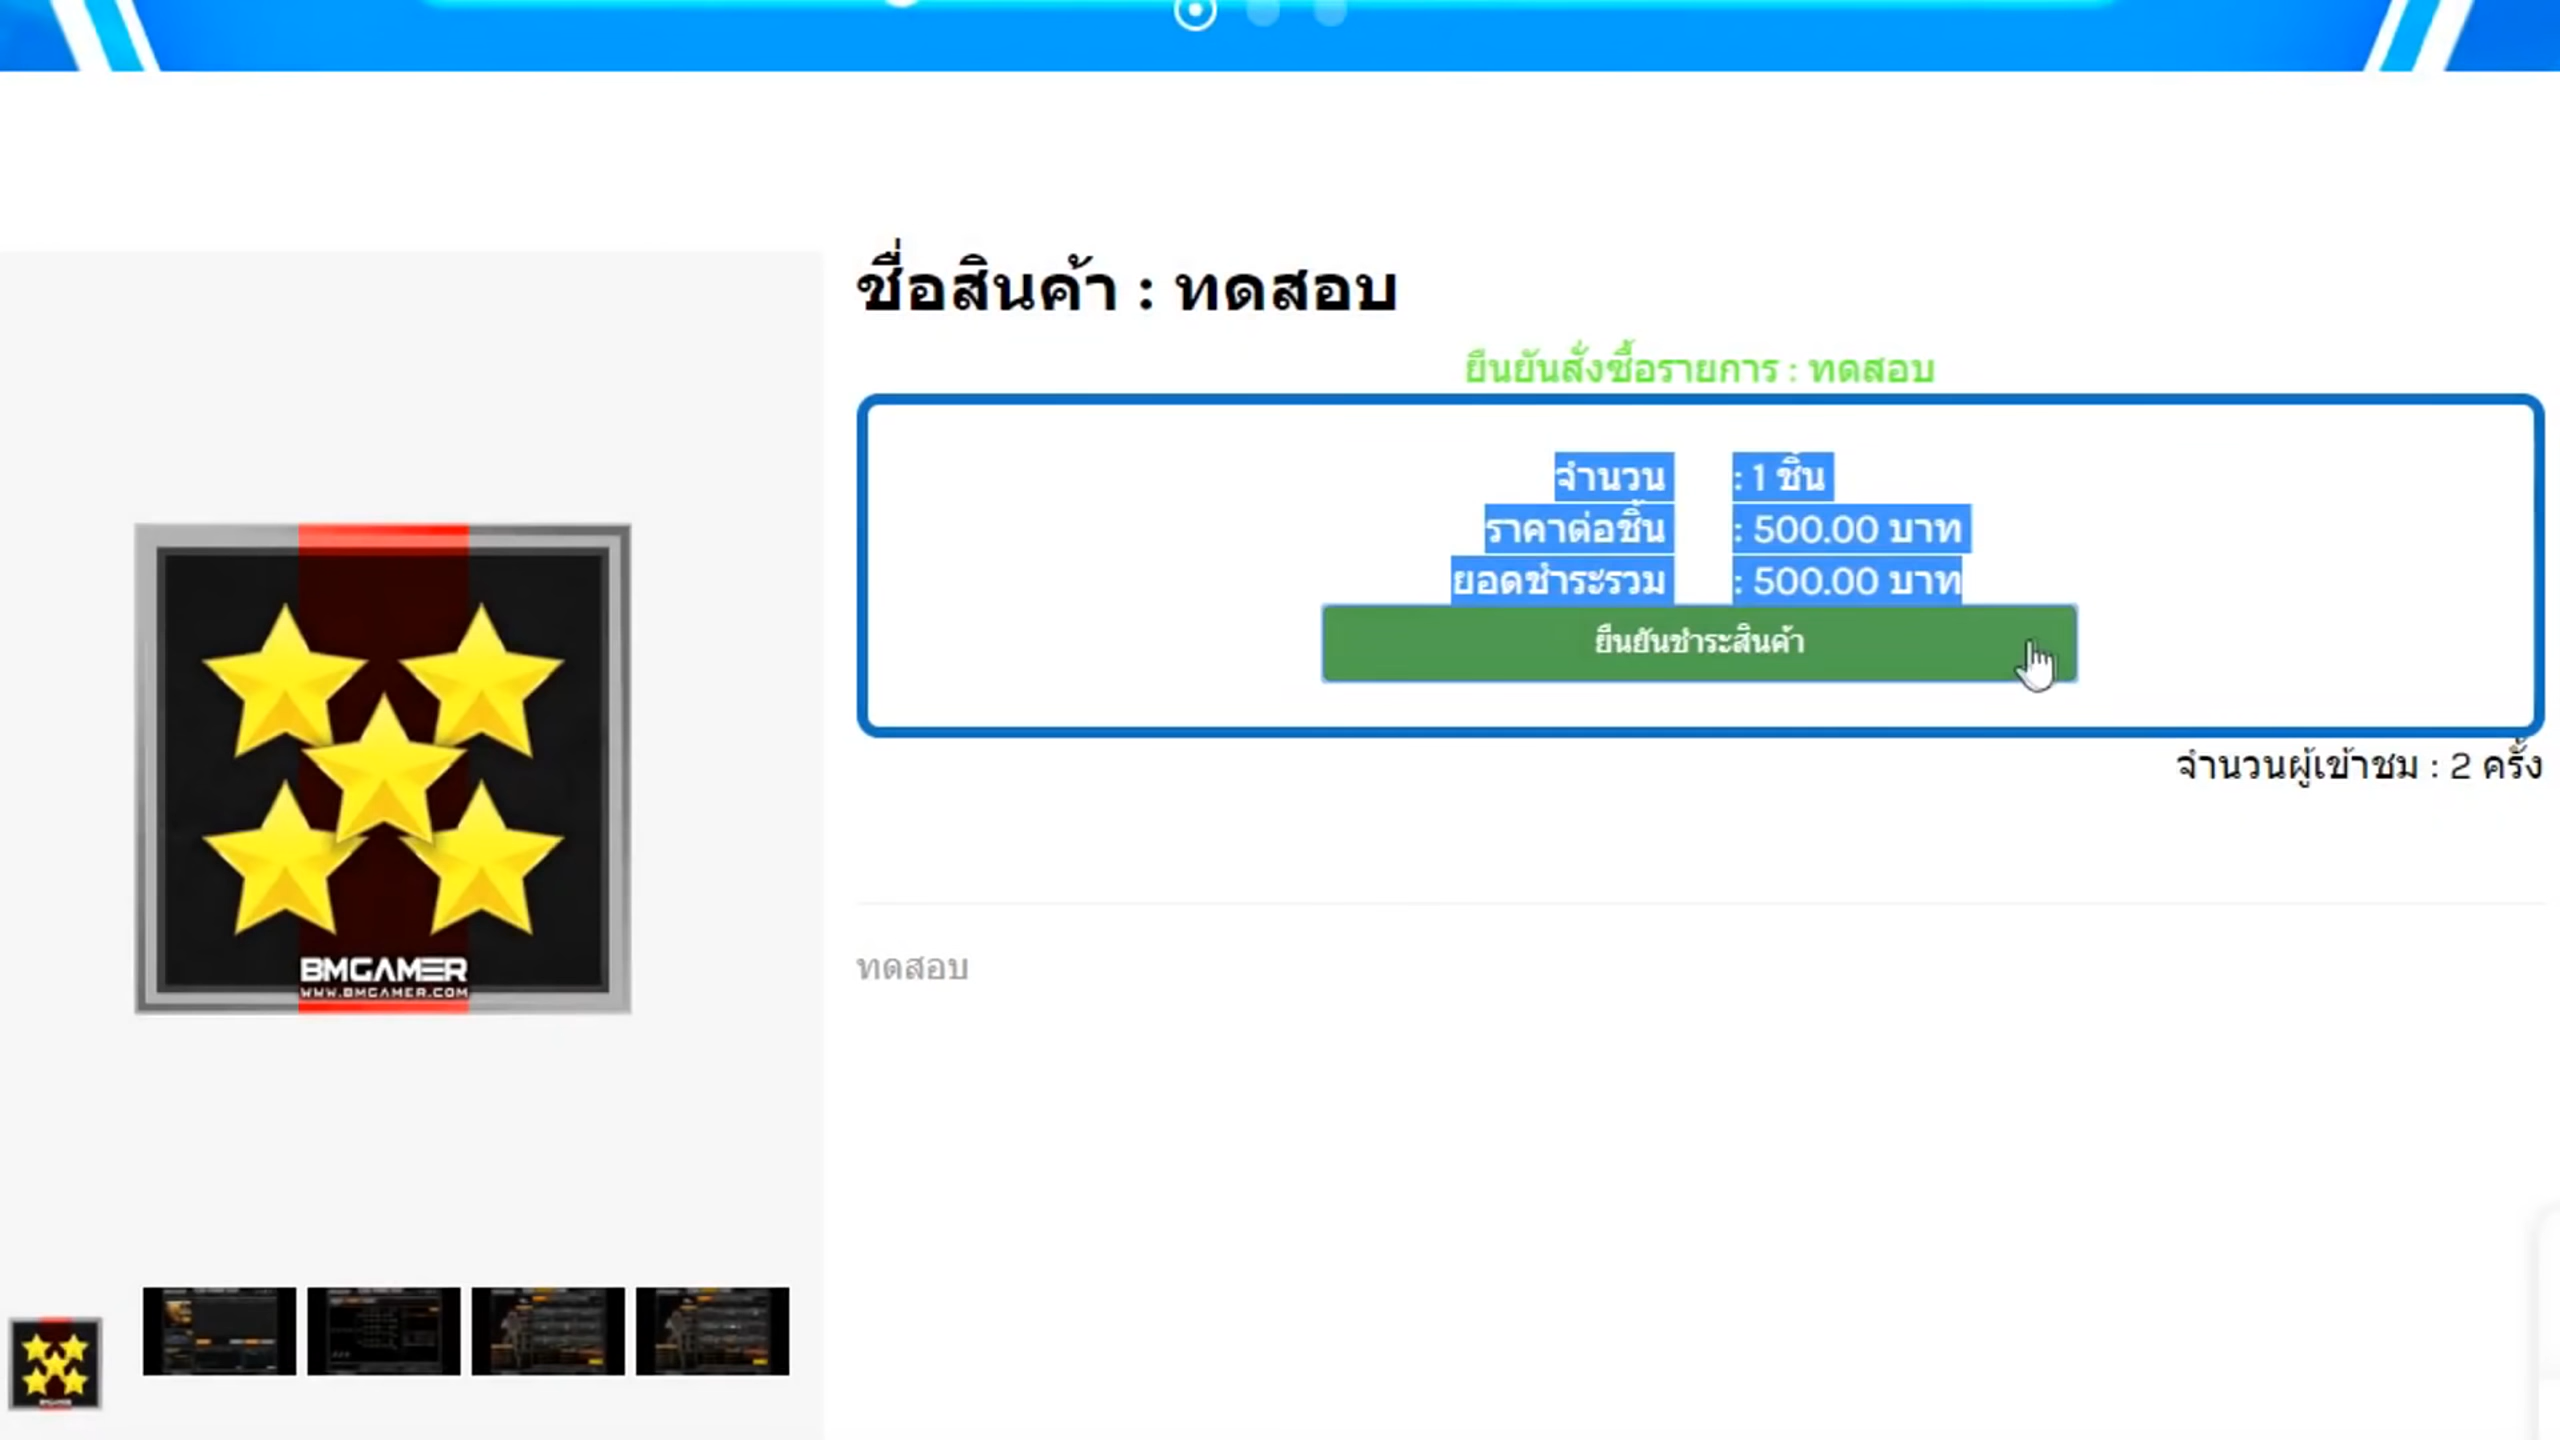 ชื่อสินค้า : ทดสอบ
ยืนยันสั่งซื้อรายการ : ทดสอบ
จำนวน : 1 ชิ้น
ราคาต่อชิ้น : 500.00 บาท
ยอดชำระรวม : 500.00 บาท
ยืนยันชำระสินค้า
จำนวนผู้เข้าชม : 2 ครั้ง
ทดสอบ
BMGAMER
WWW.BMGAMER.COM